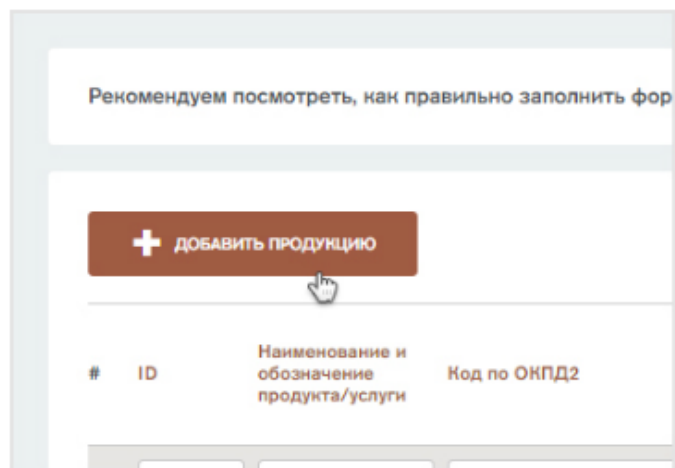 Рекомендуем посмотреть, как правильно заполнить фор
ДОБАВИТЬ ПРОДУКЦИЮ
# ID Наименование и обозначение продукта/услуги Код по ОКПД2